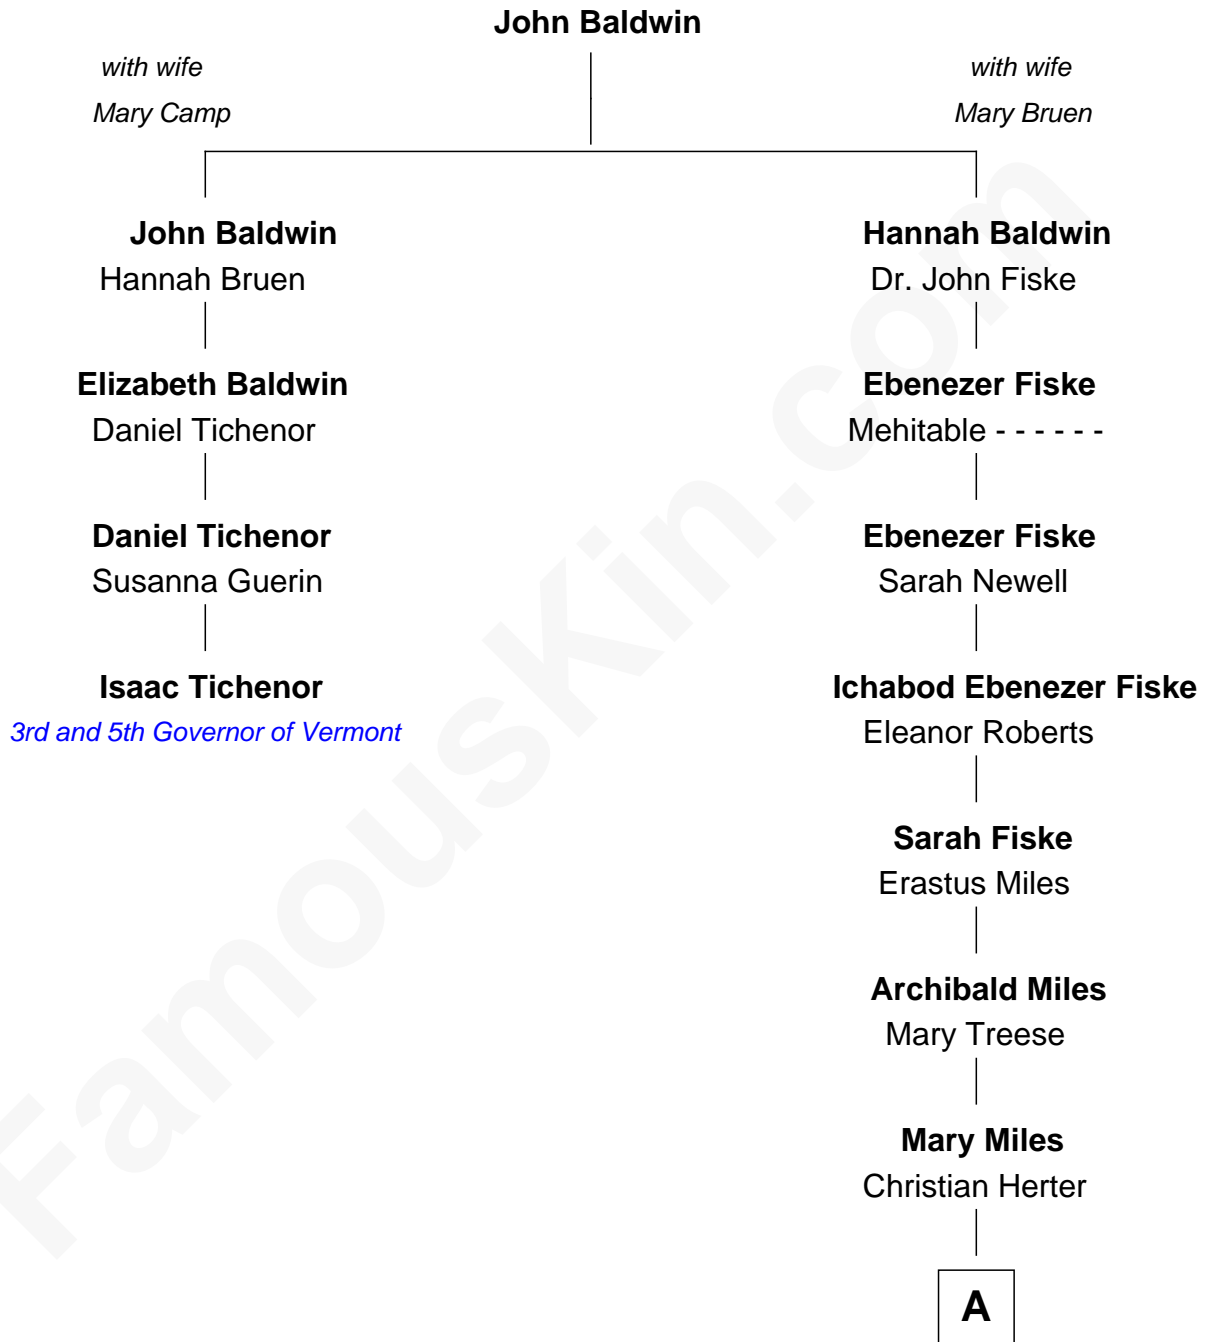 John Baldwin
with wife
Mary Camp
with wife
Mary Bruen
John Baldwin
Hannah Bruen
Hannah Baldwin
Dr. John Fiske
Elizabeth Baldwin
Daniel Tichenor
Ebenezer Fiske
Mehitable - - - - - -
Daniel Tichenor
Susanna Guerin
Ebenezer Fiske
Sarah Newell
Isaac Tichenor
3rd and 5th Governor of Vermont
Ichabod Ebenezer Fiske
Eleanor Roberts
Sarah Fiske
Erastus Miles
Archibald Miles
Mary Treese
Mary Miles
Christian Herter
A
FamousKin.com